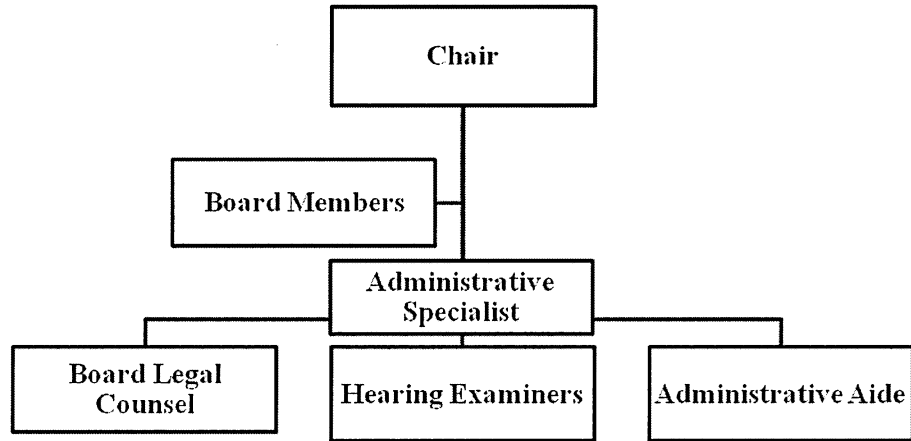 Chair
Board Members
Administrative
Specialist
Board Legal
Counsel
Hearing Examiners
Administrative Aide